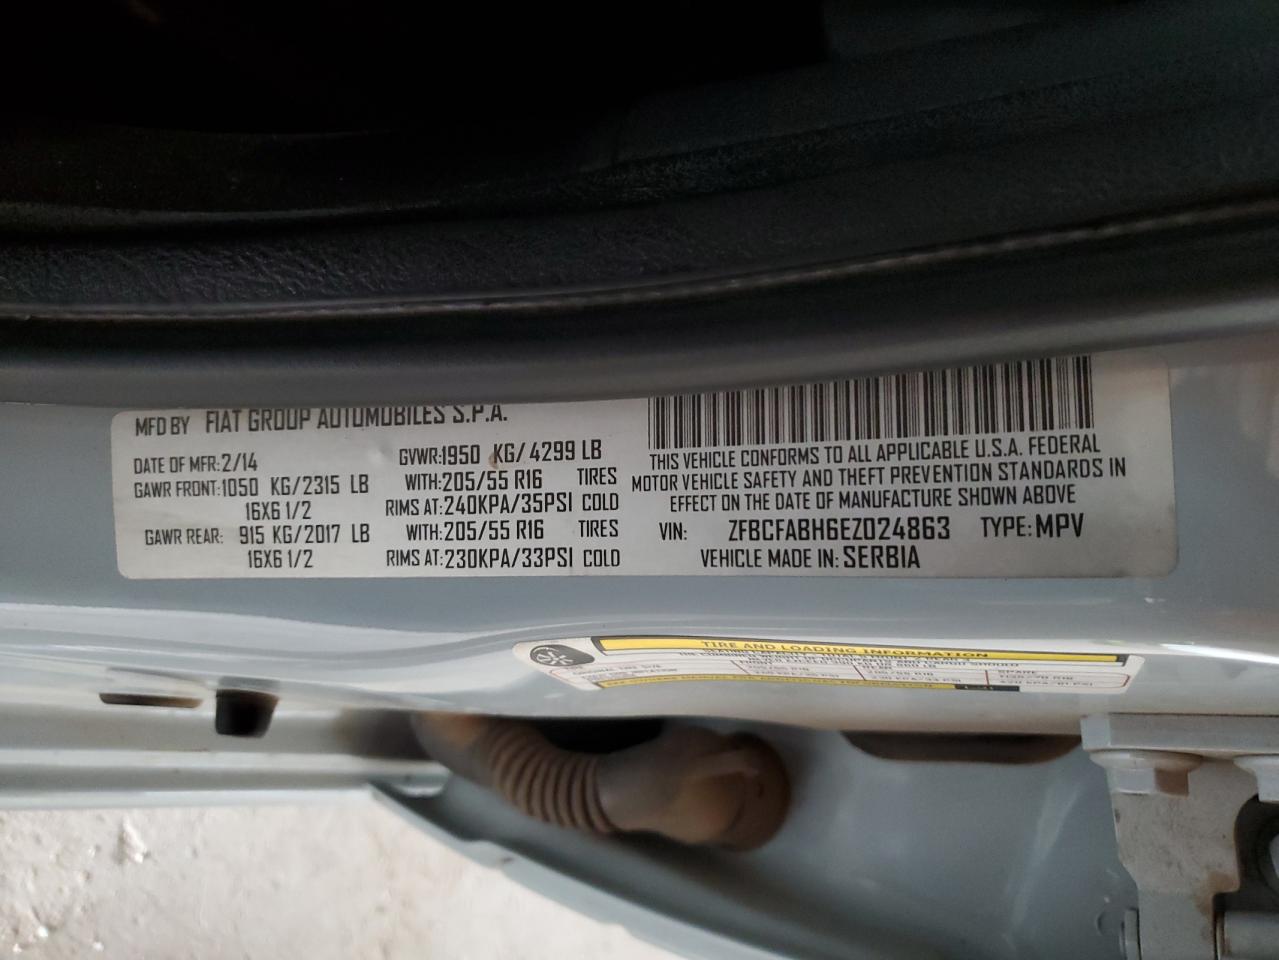 MFD BY FIAT GROUP AUTOMOBILES S.P.A.
DATE OF MFR: 2/14 GVWR: 1950 KG/4299 LB
GAWR FRONT: 1050 KG/2315 LB WITH: 205/55 R16 TIRES
16X6 1/2 RIMS AT: 240KPA/35PSI COLD
GAWR REAR: 915 KG/2017 LB WITH: 205/55 R16 TIRES
16X6 1/2 RIMS AT: 230KPA/33PSI COLD
THIS VEHICLE CONFORMS TO ALL APPLICABLE U.S.A. FEDERAL
MOTOR VEHICLE SAFETY AND THEFT PREVENTION STANDARDS IN
EFFECT ON THE DATE OF MANUFACTURE SHOWN ABOVE
VIN: ZFBCFABH6EZ024863 TYPE: MPV
VEHICLE MADE IN: SERBIA
TIRE AND LOADING INFORMATION